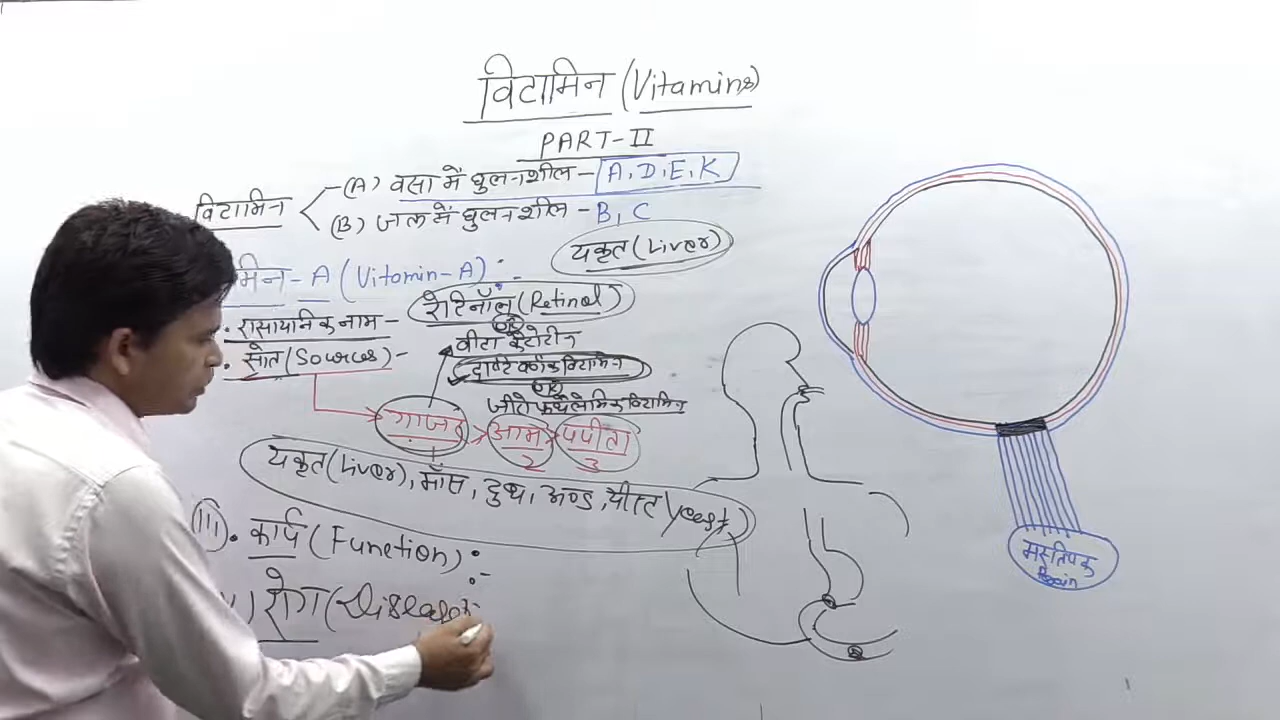 विटामिन (Vitamins)
PART-II
विटामिन
(A) वसा में घुलनशील - A, D, E, K
(B) जल में घुलनशील - B, C
यकृत (Liver)
मिन - A (Vitamin-A) :-
रासायनिक नाम - रेटिनॉल (Retinol)
बीटा कैरोटीन
. स्रोत (Sources) -
गाजर, आम, पपीता
2 3
यकृत (Liver), माँस, दुध, अण्ड, यीस्ट Yeast
(III). कार्य (Function) :-
) रोग (Diseases :-
मस्तिष्क
Brain